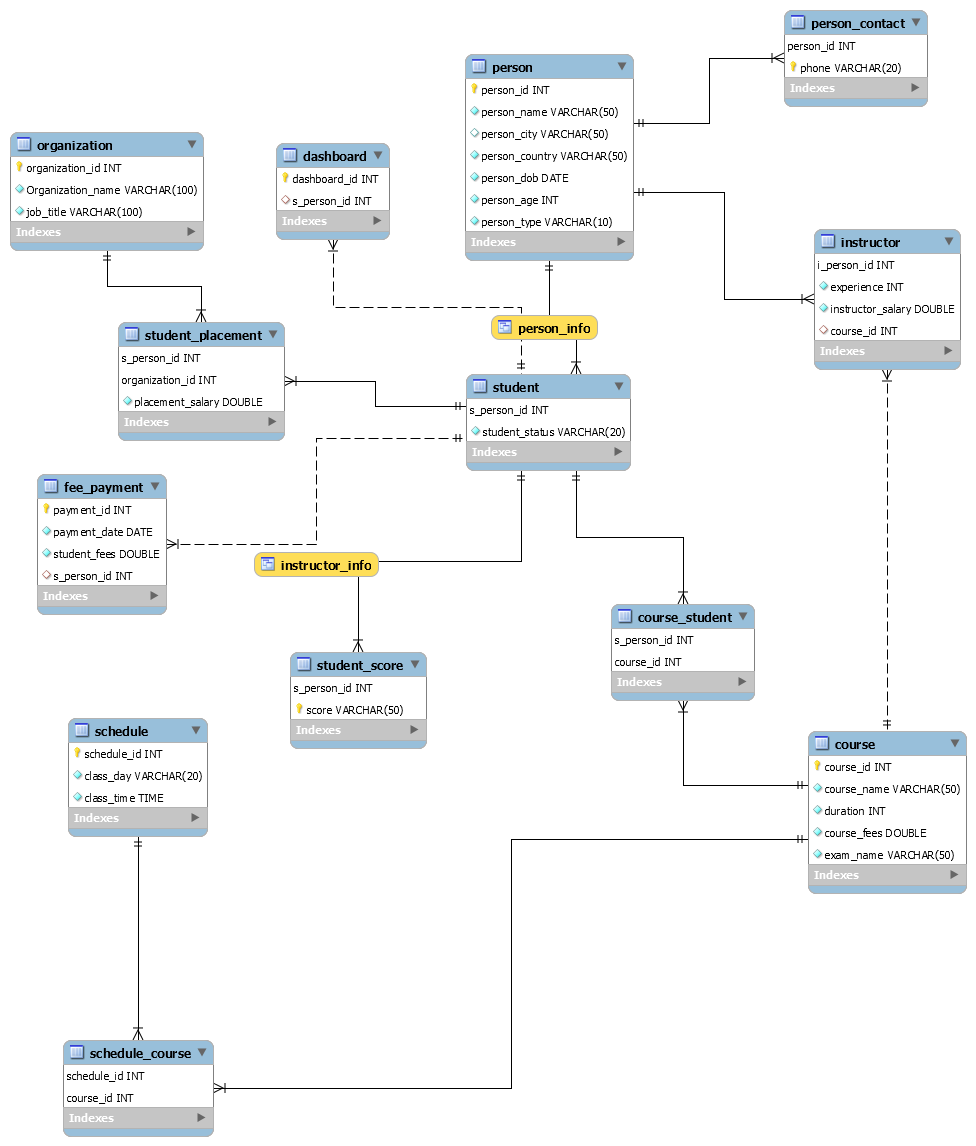 person_contact
person_id INT
phone VARCHAR(20)
Indexes
person
person_id INT
person_name VARCHAR(50)
person_city VARCHAR(50)
person_country VARCHAR(50)
person_dob DATE
person_age INT
person_type VARCHAR(10)
Indexes
organization
organization_id INT
Organization_name VARCHAR(100)
job_title VARCHAR(100)
Indexes
dashboard
dashboard_id INT
s_person_id INT
Indexes
instructor
i_person_id INT
experience INT
instructor_salary DOUBLE
course_id INT
Indexes
person_info
student_placement
s_person_id INT
organization_id INT
placement_salary DOUBLE
Indexes
student
s_person_id INT
student_status VARCHAR(20)
Indexes
fee_payment
payment_id INT
payment_date DATE
student_fees DOUBLE
s_person_id INT
Indexes
instructor_info
course_student
s_person_id INT
course_id INT
Indexes
student_score
s_person_id INT
score VARCHAR(50)
Indexes
schedule
schedule_id INT
class_day VARCHAR(20)
class_time TIME
Indexes
course
course_id INT
course_name VARCHAR(50)
duration INT
course_fees DOUBLE
exam_name VARCHAR(50)
Indexes
schedule_course
schedule_id INT
course_id INT
Indexes